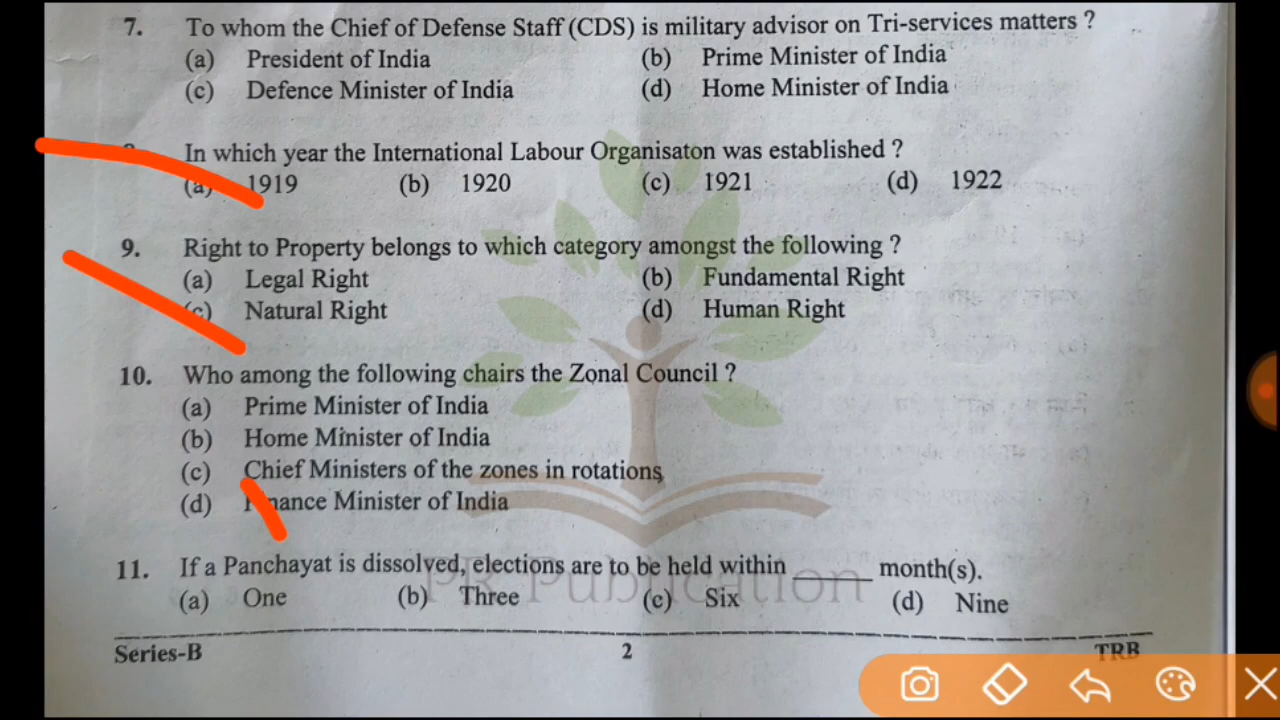 7. To whom the Chief of Defense Staff (CDS) is military advisor on Tri-services matters ?
(a) President of India (b) Prime Minister of India
(c) Defence Minister of India (d) Home Minister of India
In which year the International Labour Organisaton was established ?
(a) 1919 (b) 1920 (c) 1921 (d) 1922
9. Right to Property belongs to which category amongst the following ?
(a) Legal Right (b) Fundamental Right
(c) Natural Right (d) Human Right
10. Who among the following chairs the Zonal Council ?
(a) Prime Minister of India
(b) Home Minister of India
(c) Chief Ministers of the zones in rotations
(d) Finance Minister of India
11. If a Panchayat is dissolved, elections are to be held within ______ month(s).
(a) One (b) Three (c) Six (d) Nine
PR Publication
Series-B 2 TRB